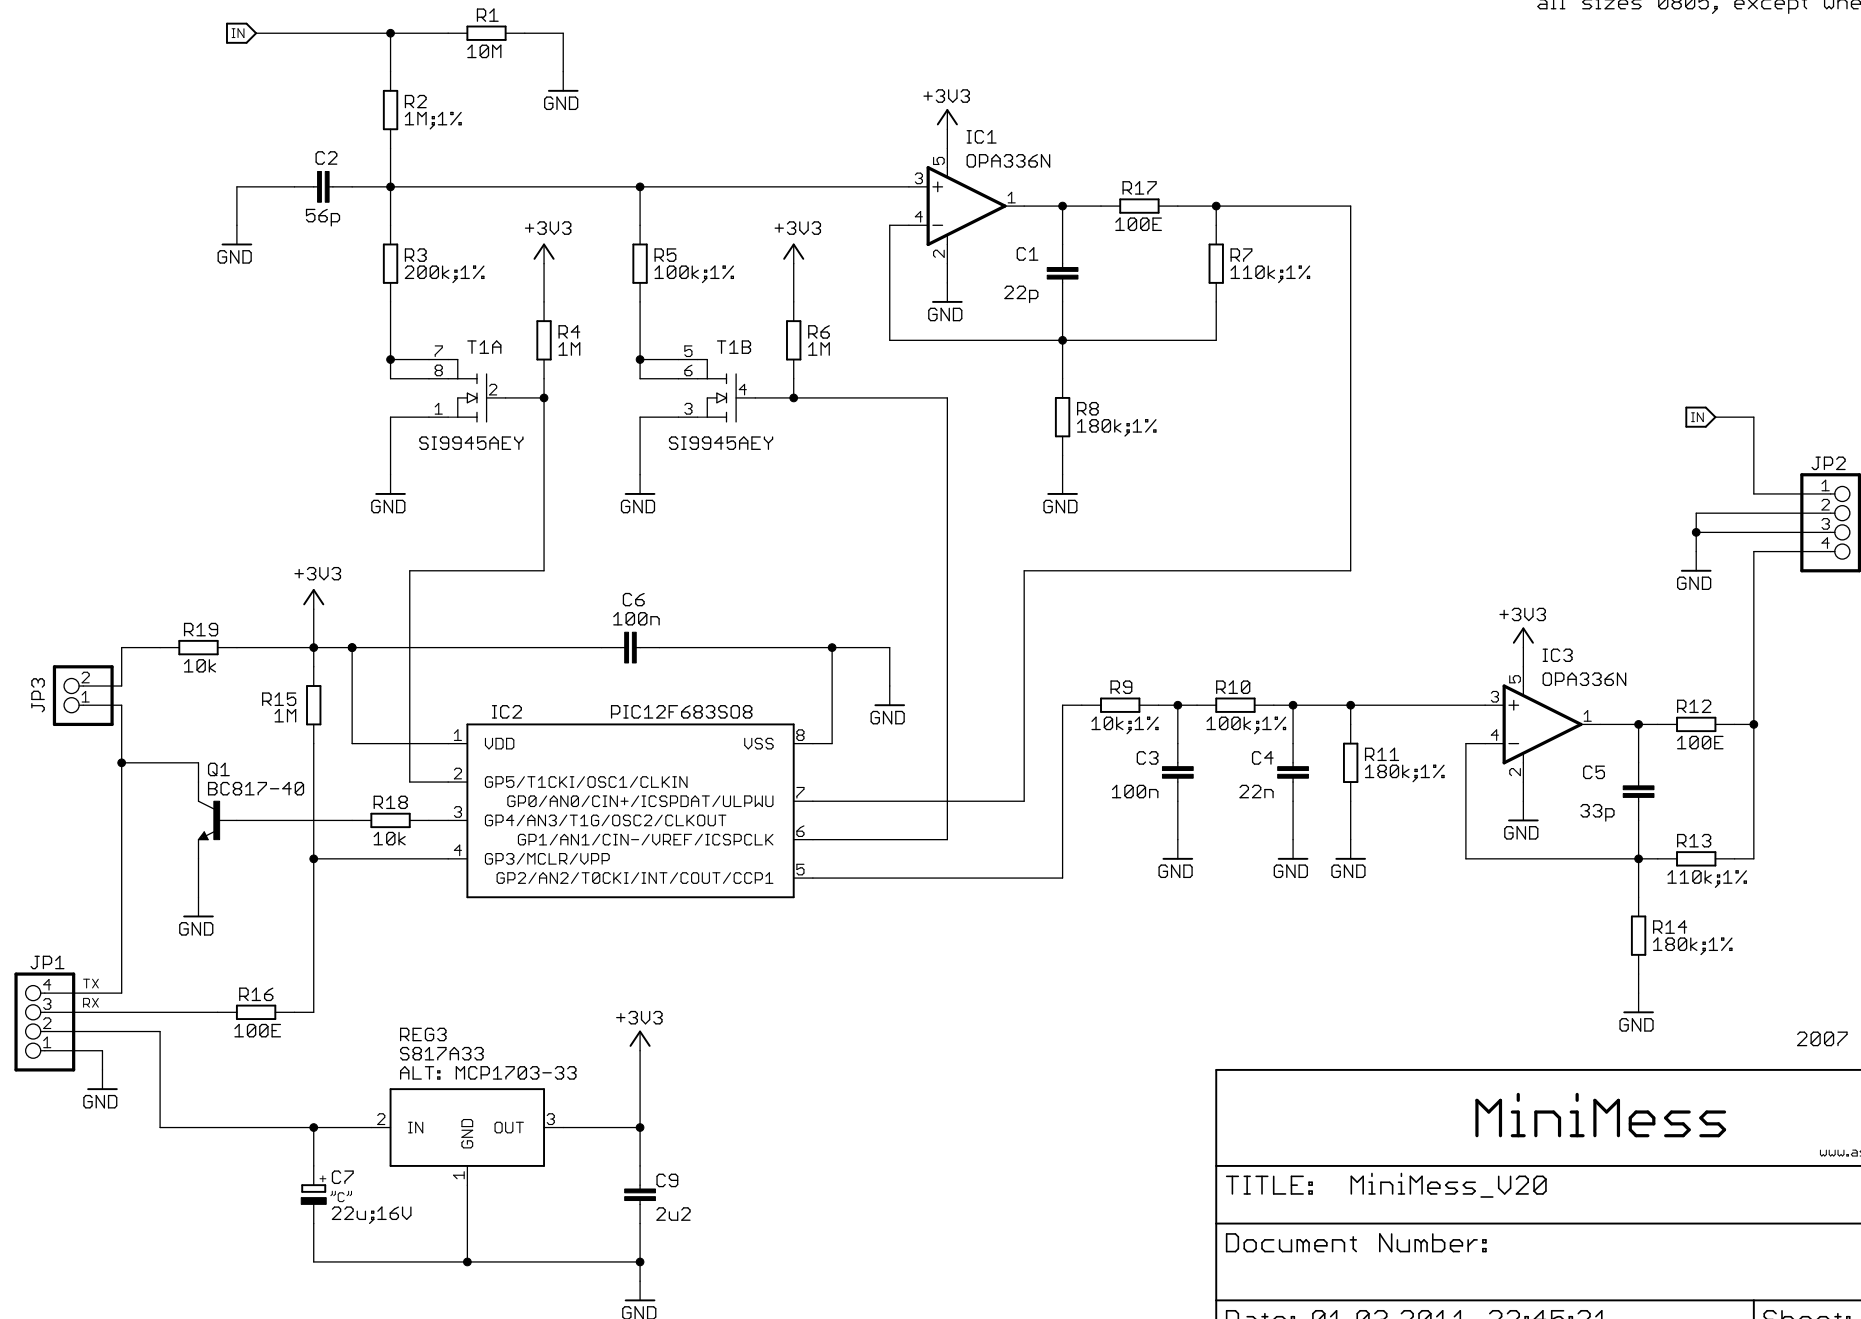 all sizes 0805, except
IN
R1
10M
GND
R2
1M;1%
C2
56p
GND
+3V3
IC1
OPA336N
5
3
+
4
-
2
1
GND
R17
100E
C1
22p
R7
110k;1%
R8
180k;1%
GND
R3
200k;1%
+3V3
R4
1M
T1A
7
8
1
2
SI9945AEY
GND
R5
100k;1%
+3V3
R6
1M
T1B
5
6
3
4
SI9945AEY
GND
IN
JP2
1
2
3
4
GND
+3V3
R19
10k
C6
100n
GND
JP3
2
1
R15
1M
IC2
PIC12F683SO8
1
VDD
VSS
8
2
GP5/T1CKI/OSC1/CLKIN
GP0/AN0/CIN+/ICSPDAT/ULPWU
7
3
GP4/AN3/T1G/OSC2/CLKOUT
GP1/AN1/CIN-/VREF/ICSPCLK
6
4
GP3/MCLR/VPP
GP2/AN2/T0CKI/INT/COUT/CCP1
5
Q1
BC817-40
R18
10k
GND
R9
10k;1%
R10
100k;1%
C3
100n
C4
22n
R11
180k;1%
GND
GND
GND
+3V3
IC3
OPA336N
5
3
+
4
-
2
1
GND
R12
100E
C5
33p
R13
110k;1%
R14
180k;1%
GND
JP1
4
TX
3
RX
2
1
GND
R16
100E
REG3
S817A33
ALT: MCP1703-33
2
IN
GND
OUT
3
1
+3V3
+
C7
"C"
22u;16V
C9
2u2
GND
2007
MiniMess
TITLE: MiniMess_V20
Document Number:
Date: 01.02.2011 22:45:21
Sheet: